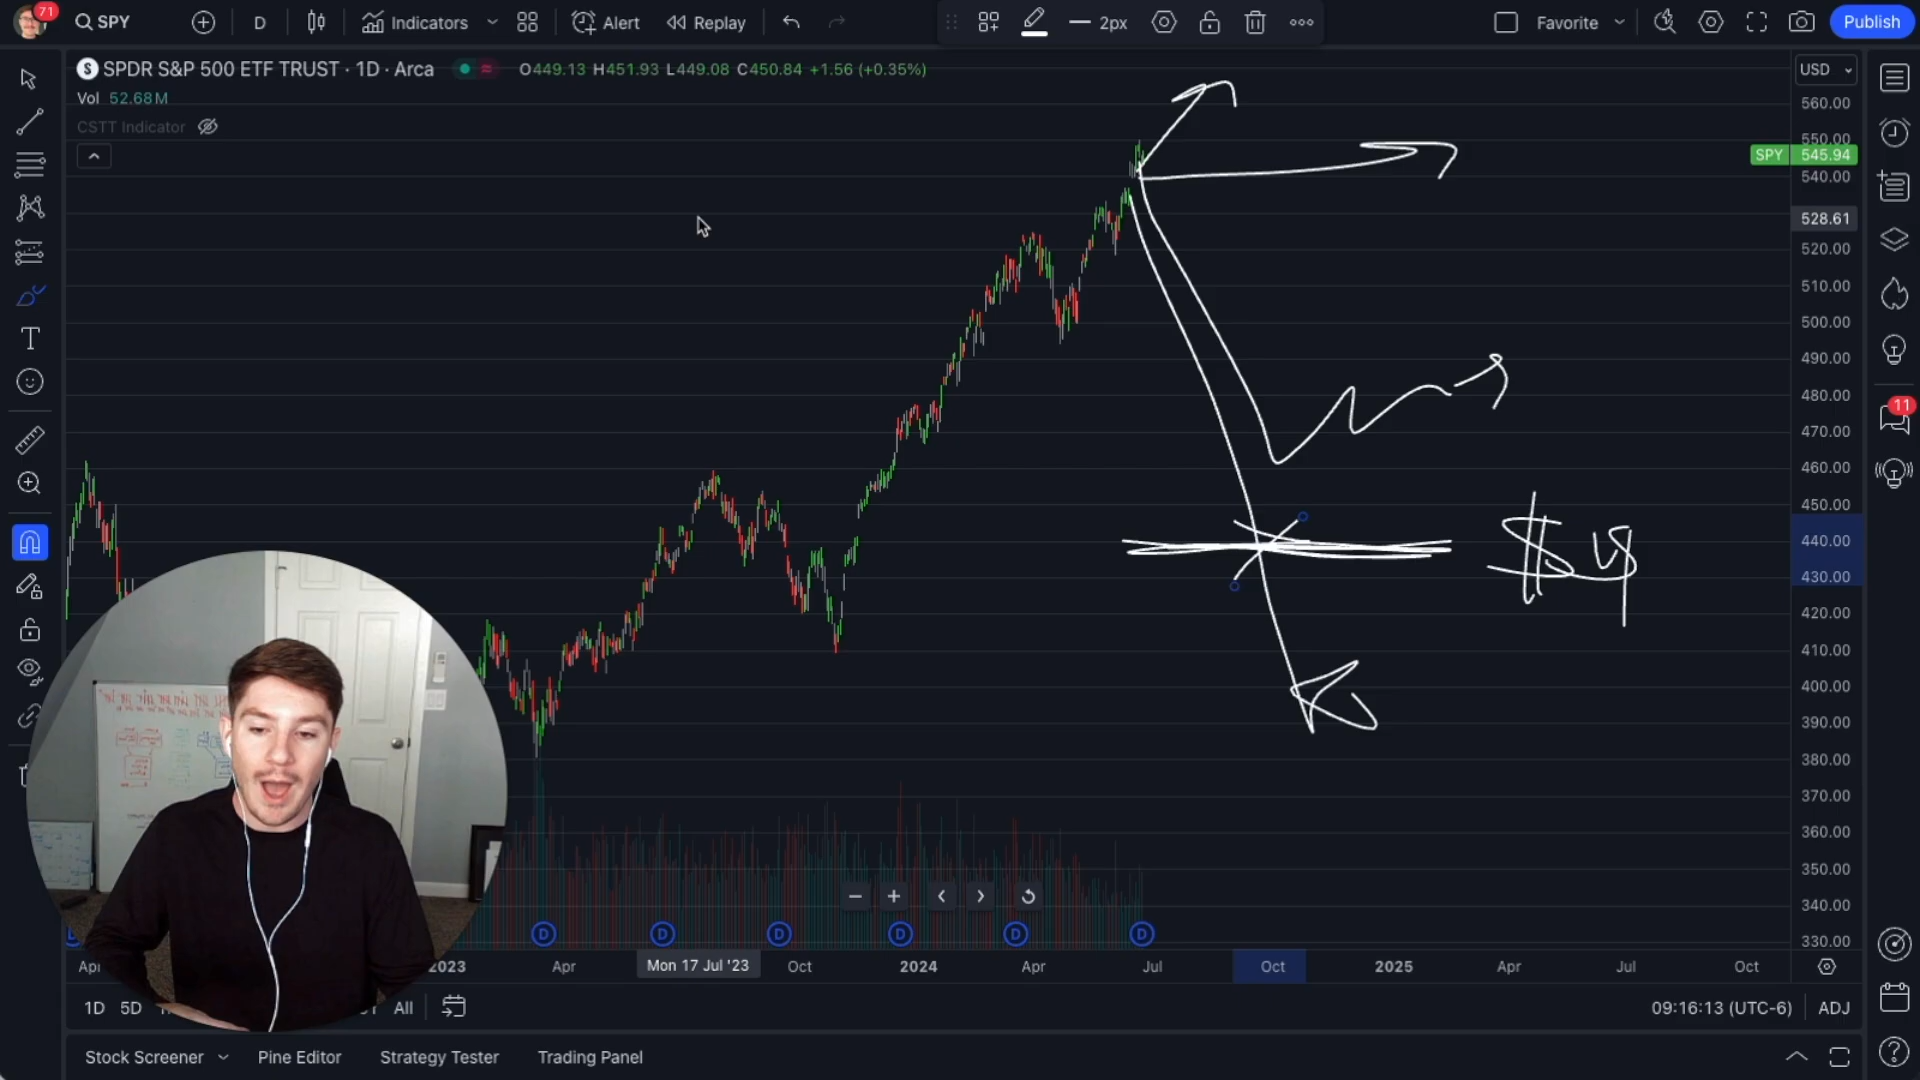 71
SPY
D
Indicators
Alert
Replay
2px
Favorite
Publish
SPDR S&P 500 ETF TRUST · 1D · Arca
O449.13 H451.93 L449.08 C450.84 +1.56 (+0.35%)
USD
Vol 52.68M
CSTT Indicator
560.00
550.00
SPY 545.94
540.00
528.61
520.00
510.00
500.00
490.00
480.00
470.00
460.00
450.00
440.00
430.00
420.00
410.00
400.00
390.00
380.00
370.00
360.00
350.00
340.00
330.00
11
D D D D D D
2023 Apr Mon 17 Jul '23 Oct 2024 Apr Jul Oct 2025 Apr Jul Oct
1D 5D All
09:16:13 (UTC-6) ADJ
Stock Screener Pine Editor Strategy Tester Trading Panel